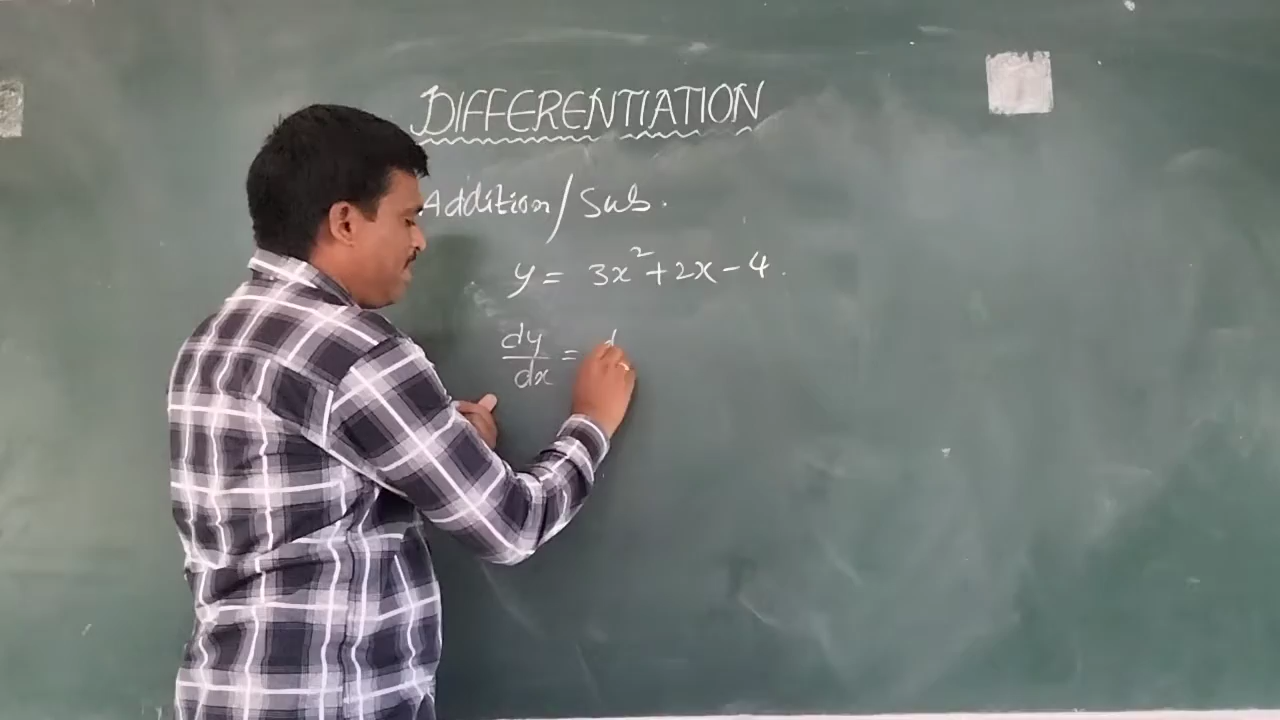 DIFFERENTIATION
Addition/Sub.
y = 3x²+2x-4.
dy/dx = d